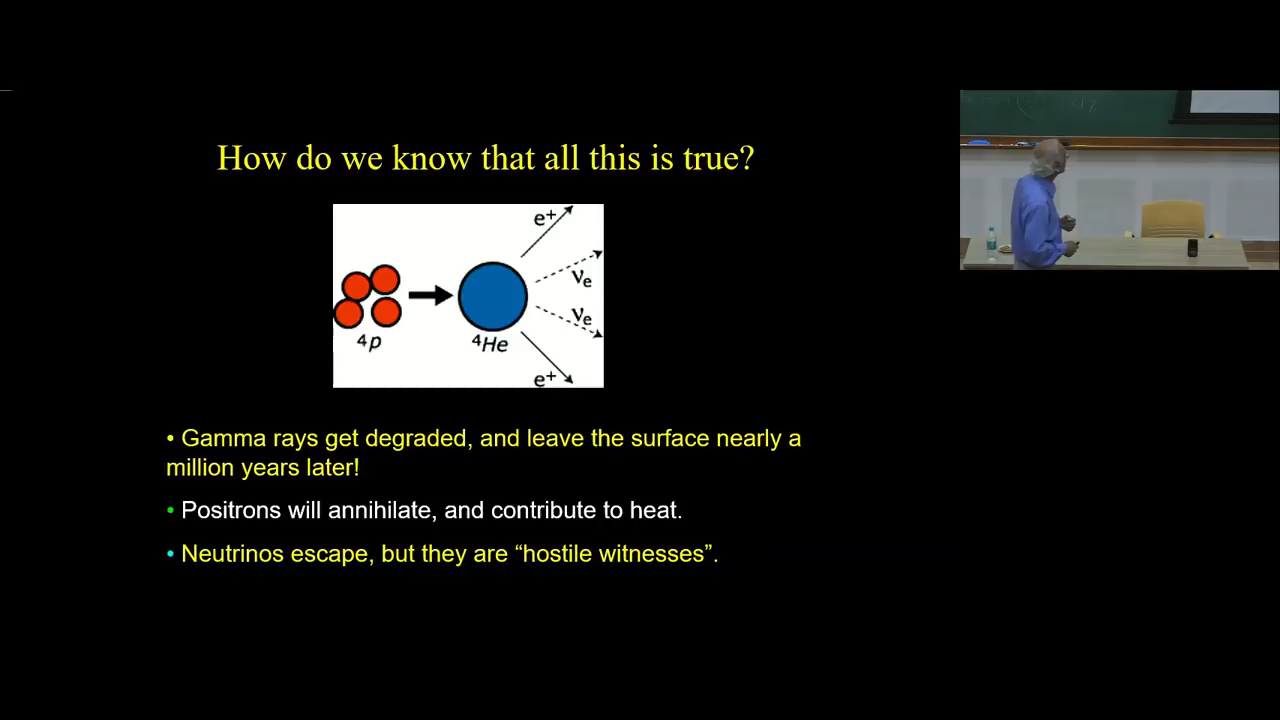 How do we know that all this is true?
e+
νe
νe
4p
4He
e+
• Gamma rays get degraded, and leave the surface nearly a
million years later!
• Positrons will annihilate, and contribute to heat.
• Neutrinos escape, but they are “hostile witnesses”.